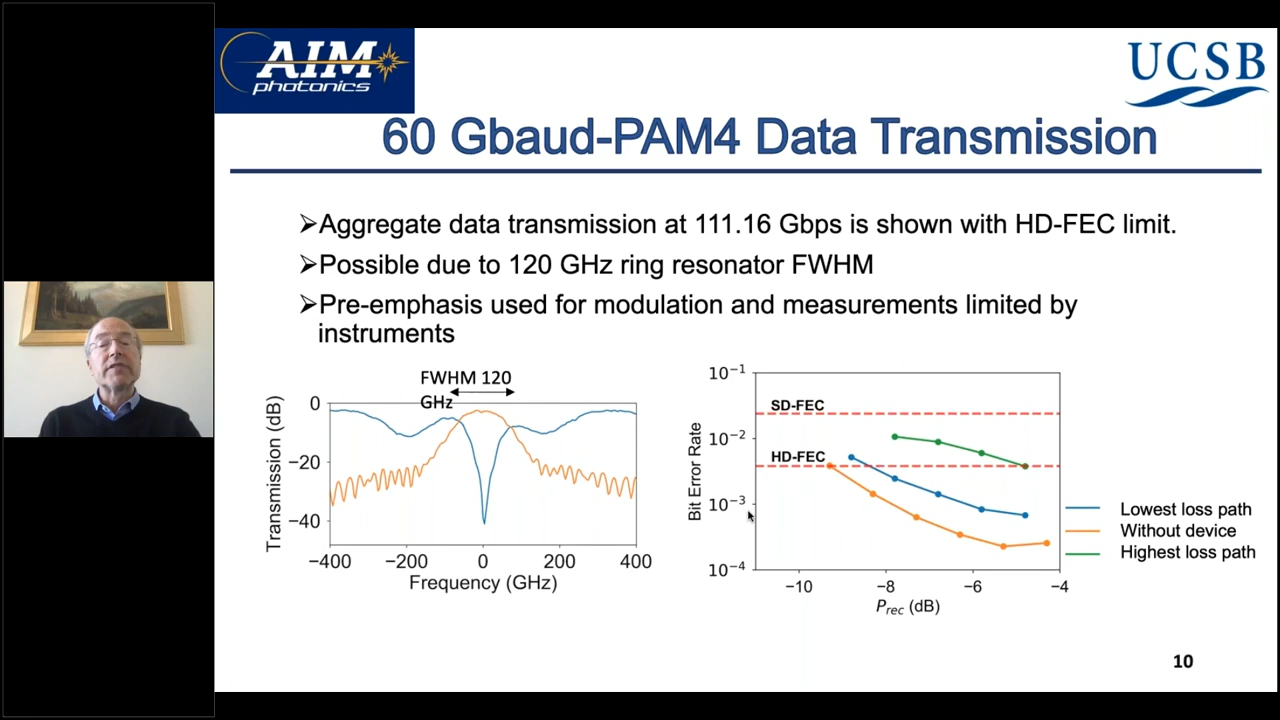 AIM
photonics
UCSB
60 Gbaud-PAM4 Data Transmission
➢Aggregate data transmission at 111.16 Gbps is shown with HD-FEC limit.
➢Possible due to 120 GHz ring resonator FWHM
➢Pre-emphasis used for modulation and measurements limited by
instruments
FWHM 120
GHz
0
−20
−40
Transmission (dB)
−400
−200
0
200
400
Frequency (GHz)
10⁻¹
10⁻²
10⁻³
10⁻⁴
Bit Error Rate
SD-FEC
HD-FEC
−10
−8
−6
−4
Prec (dB)
Lowest loss path
Without device
Highest loss path
10